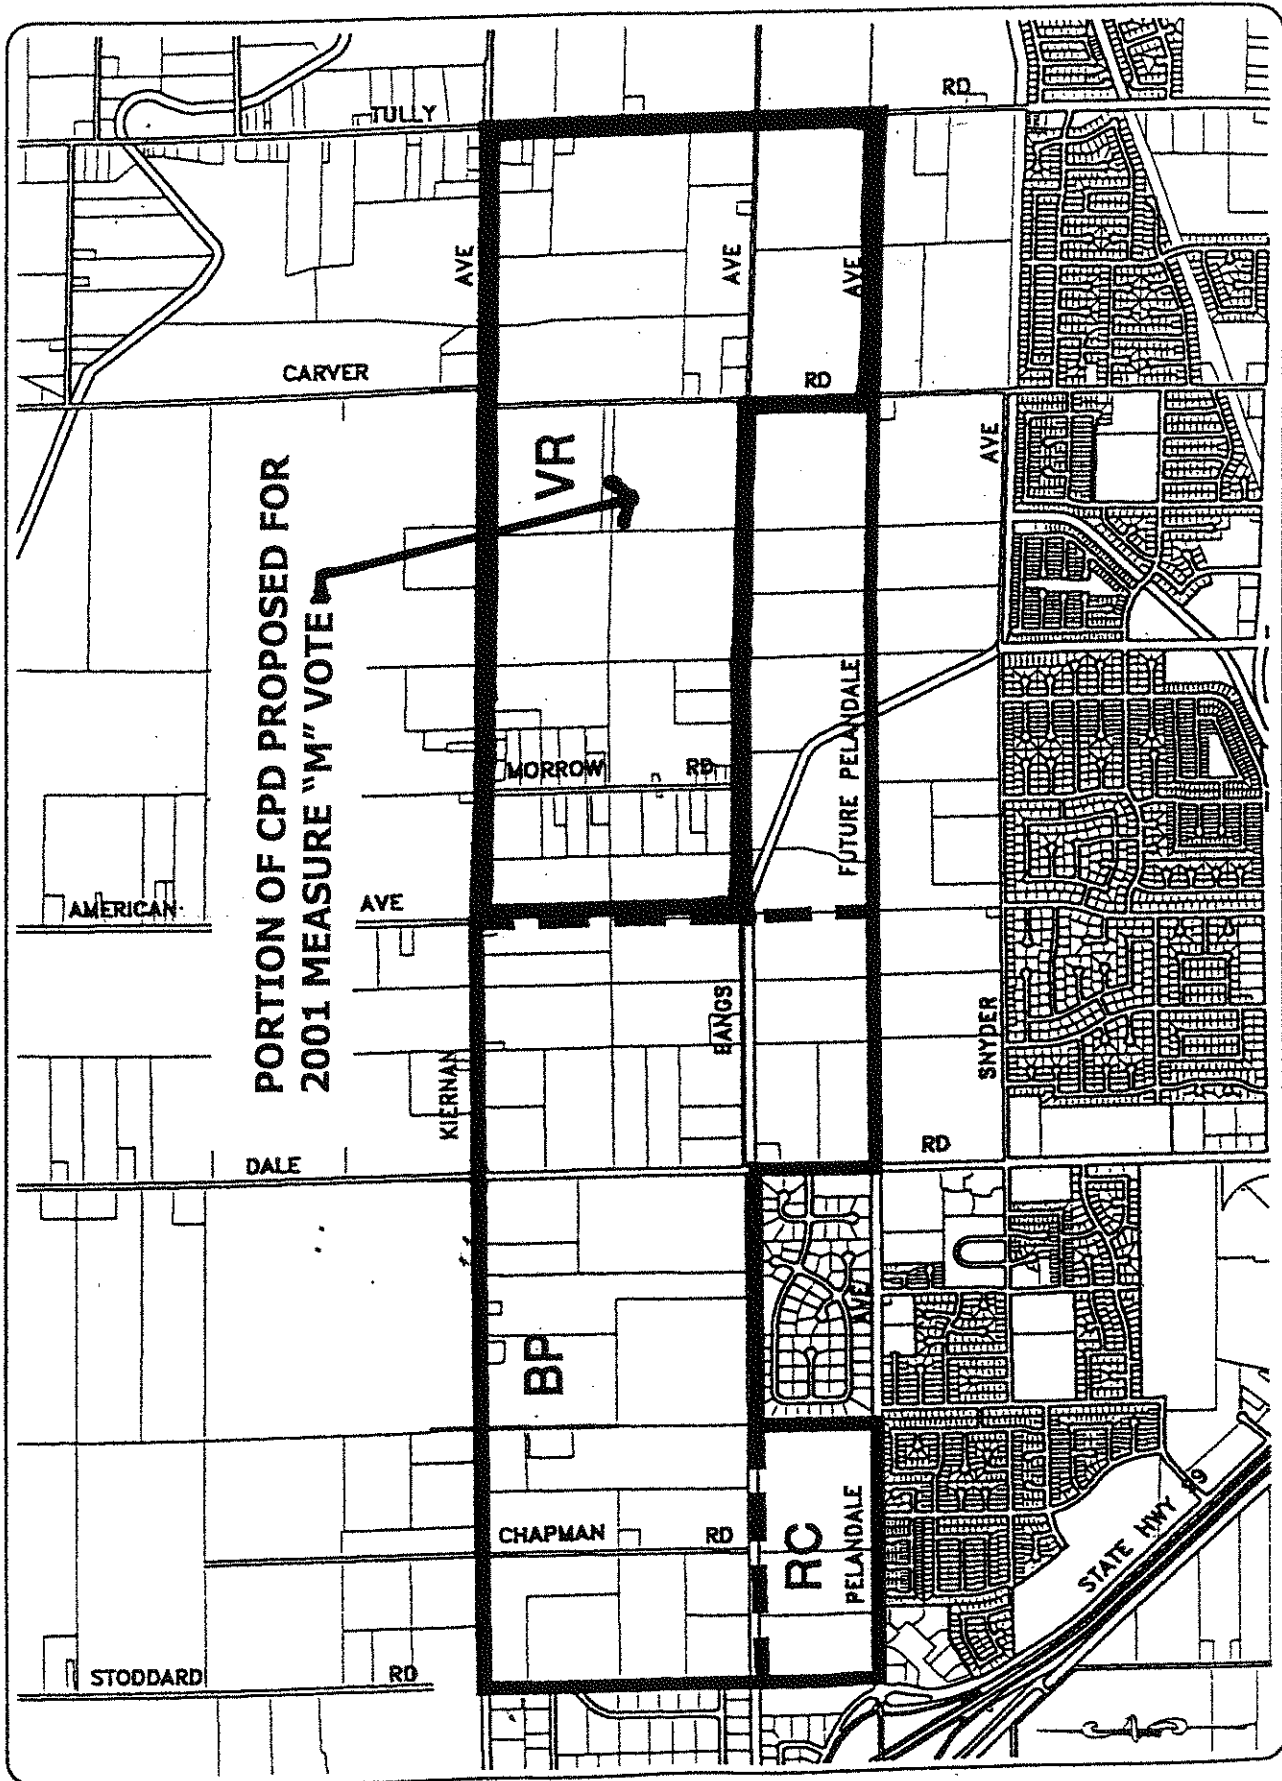 TULLY
RD
AVE
AVE
AVE
CARVER
RD
PORTION OF CPD PROPOSED FOR
2001 MEASURE "M" VOTE
VR
AVE
MORROW
RD
FUTURE PELANDALE
AMERICAN
AVE
KIERNAN
BANGS
SNYDER
DALE
RD
BP
AVE
CHAPMAN
RD
RC
PELANDALE
STATE HWY 99
STODDARD
RD